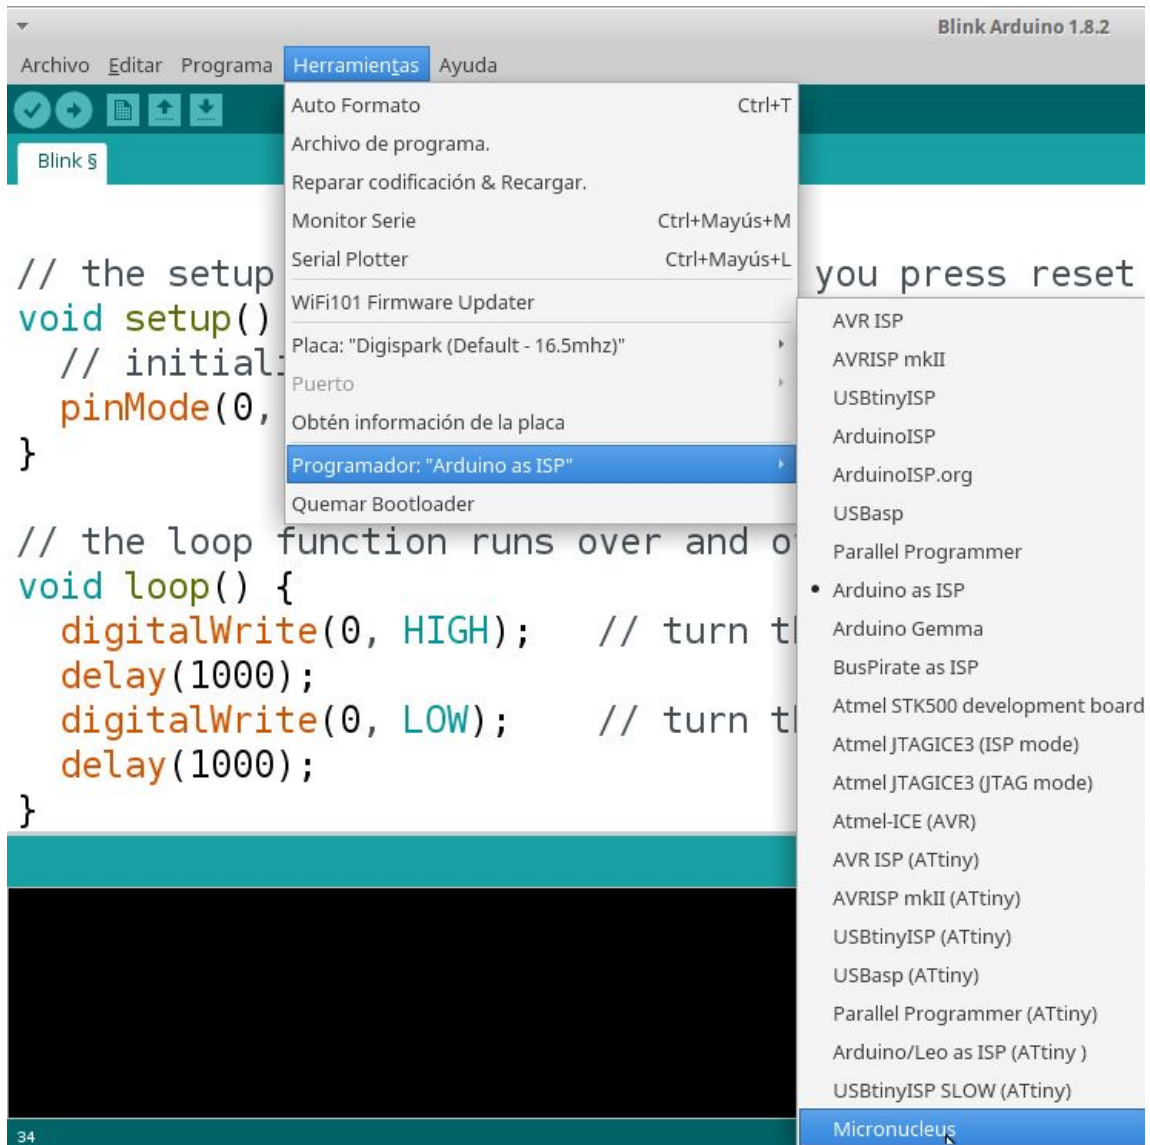 Blink Arduino 1.8.2
Archivo Editar Programa Herramientas Ayuda
Blink §
Auto Formato Ctrl+T
Archivo de programa.
Reparar codificación & Recargar.
Monitor Serie Ctrl+Mayús+M
Serial Plotter Ctrl+Mayús+L
WiFi101 Firmware Updater
Placa: "Digispark (Default - 16.5mhz)"
Puerto
Obtén información de la placa
Programador: "Arduino as ISP"
Quemar Bootloader
AVR ISP
AVRISP mkII
USBtinyISP
ArduinoISP
ArduinoISP.org
USBasp
Parallel Programmer
Arduino as ISP
Arduino Gemma
BusPirate as ISP
Atmel STK500 development board
Atmel JTAGICE3 (ISP mode)
Atmel JTAGICE3 (JTAG mode)
Atmel-ICE (AVR)
AVR ISP (ATtiny)
AVRISP mkII (ATtiny)
USBtinyISP (ATtiny)
USBasp (ATtiny)
Parallel Programmer (ATtiny)
Arduino/Leo as ISP (ATtiny )
USBtinyISP SLOW (ATtiny)
Micronucleus
// the setup you press reset
void setup()
// initiali
pinMode(0,
}
// the loop function runs over and o
void loop() {
digitalWrite(0, HIGH); // turn t
delay(1000);
digitalWrite(0, LOW); // turn t
delay(1000);
}
34